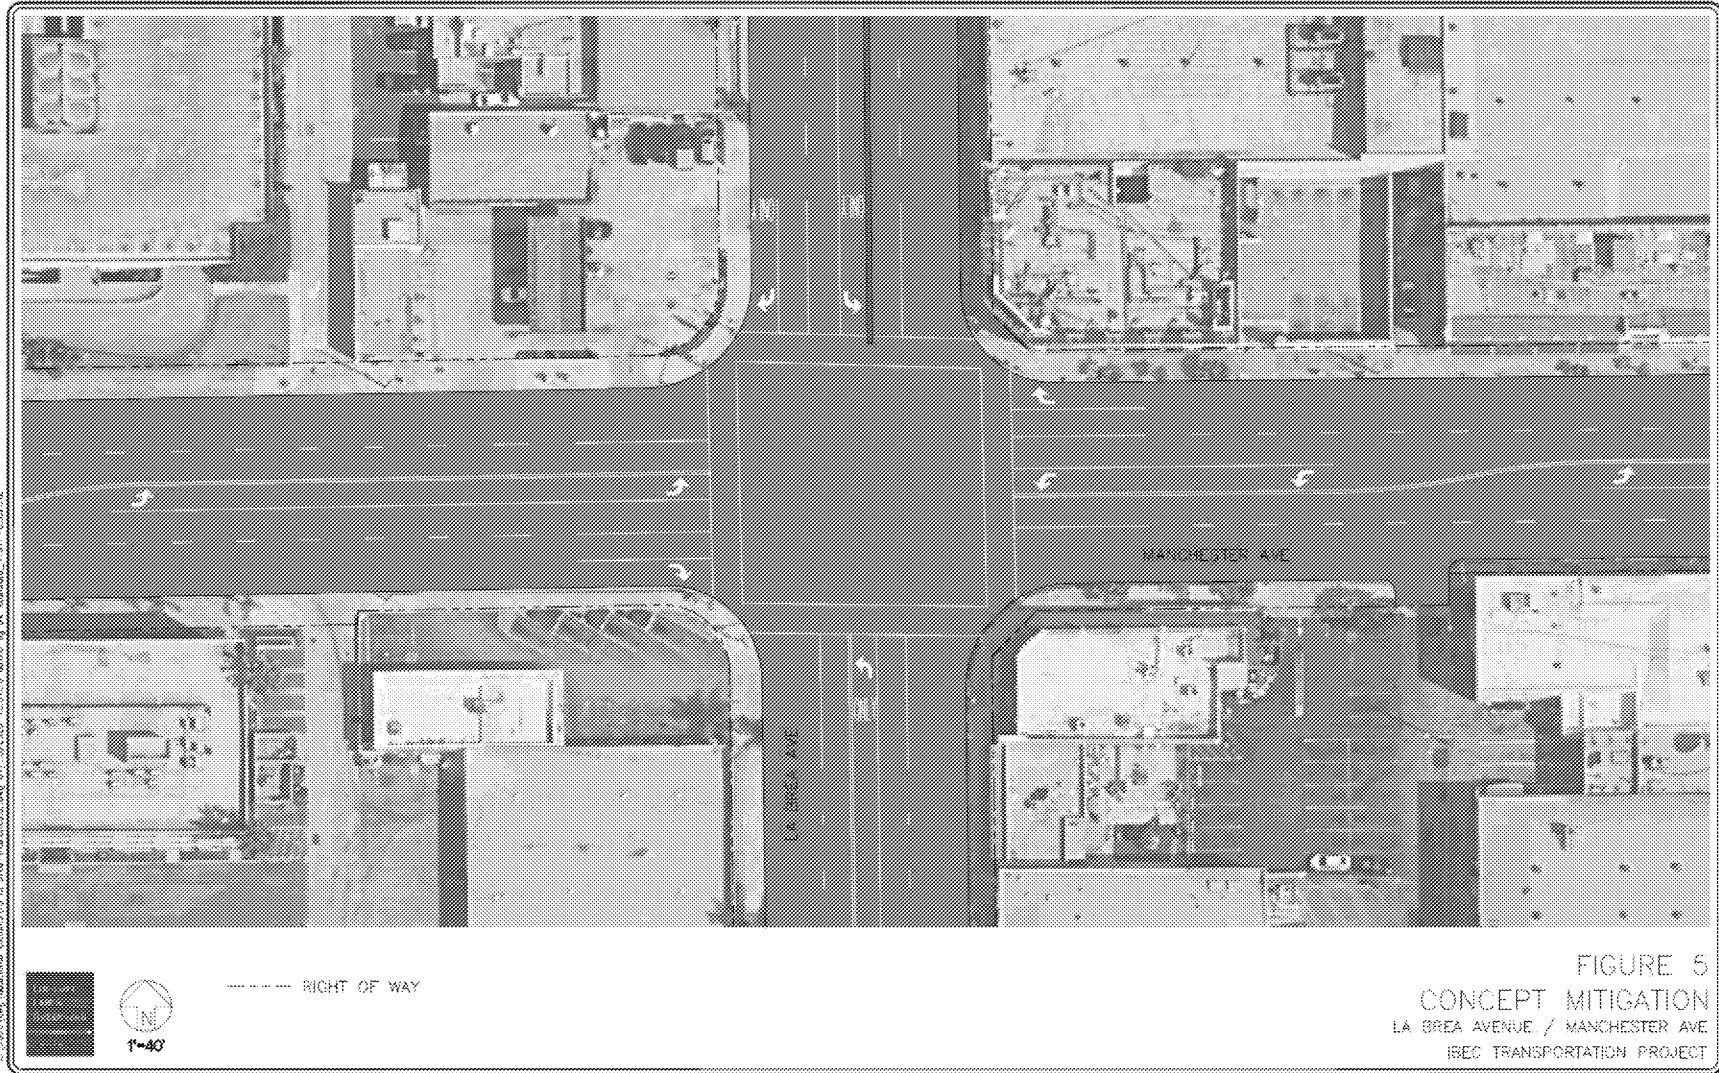 MANCHESTER AVE
LA BREA AVE
RIGHT OF WAY
N
1"=40'
FIGURE 5
CONCEPT MITIGATION
LA BREA AVENUE / MANCHESTER AVE
IBEC TRANSPORTATION PROJECT